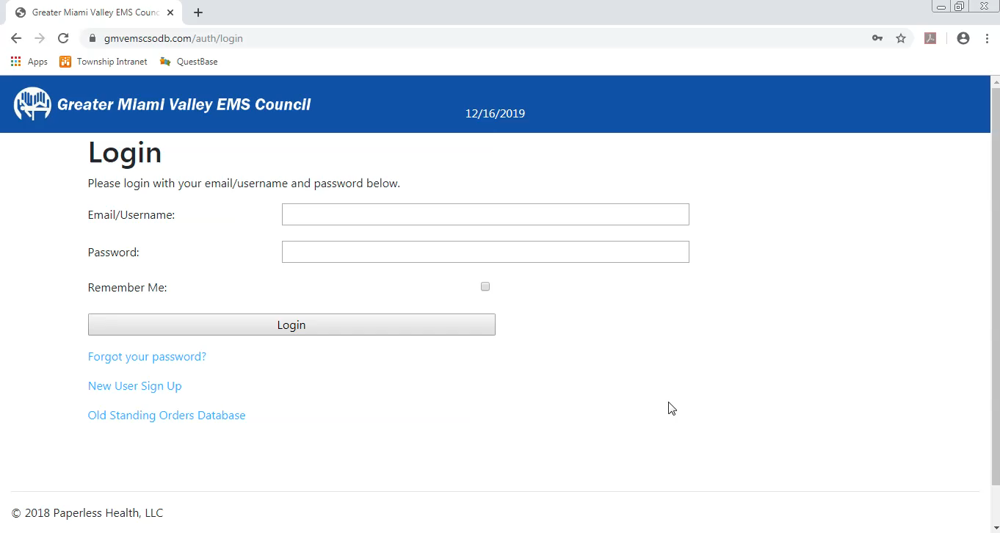 Greater Miami Valley EMS Counc
gmvemscsodb.com/auth/login
Apps Township Intranet QuestBase
Greater Miami Valley EMS Council
12/16/2019
Login
Please login with your email/username and password below.
Email/Username:
Password:
Remember Me:
Login
Forgot your password?
New User Sign Up
Old Standing Orders Database
© 2018 Paperless Health, LLC